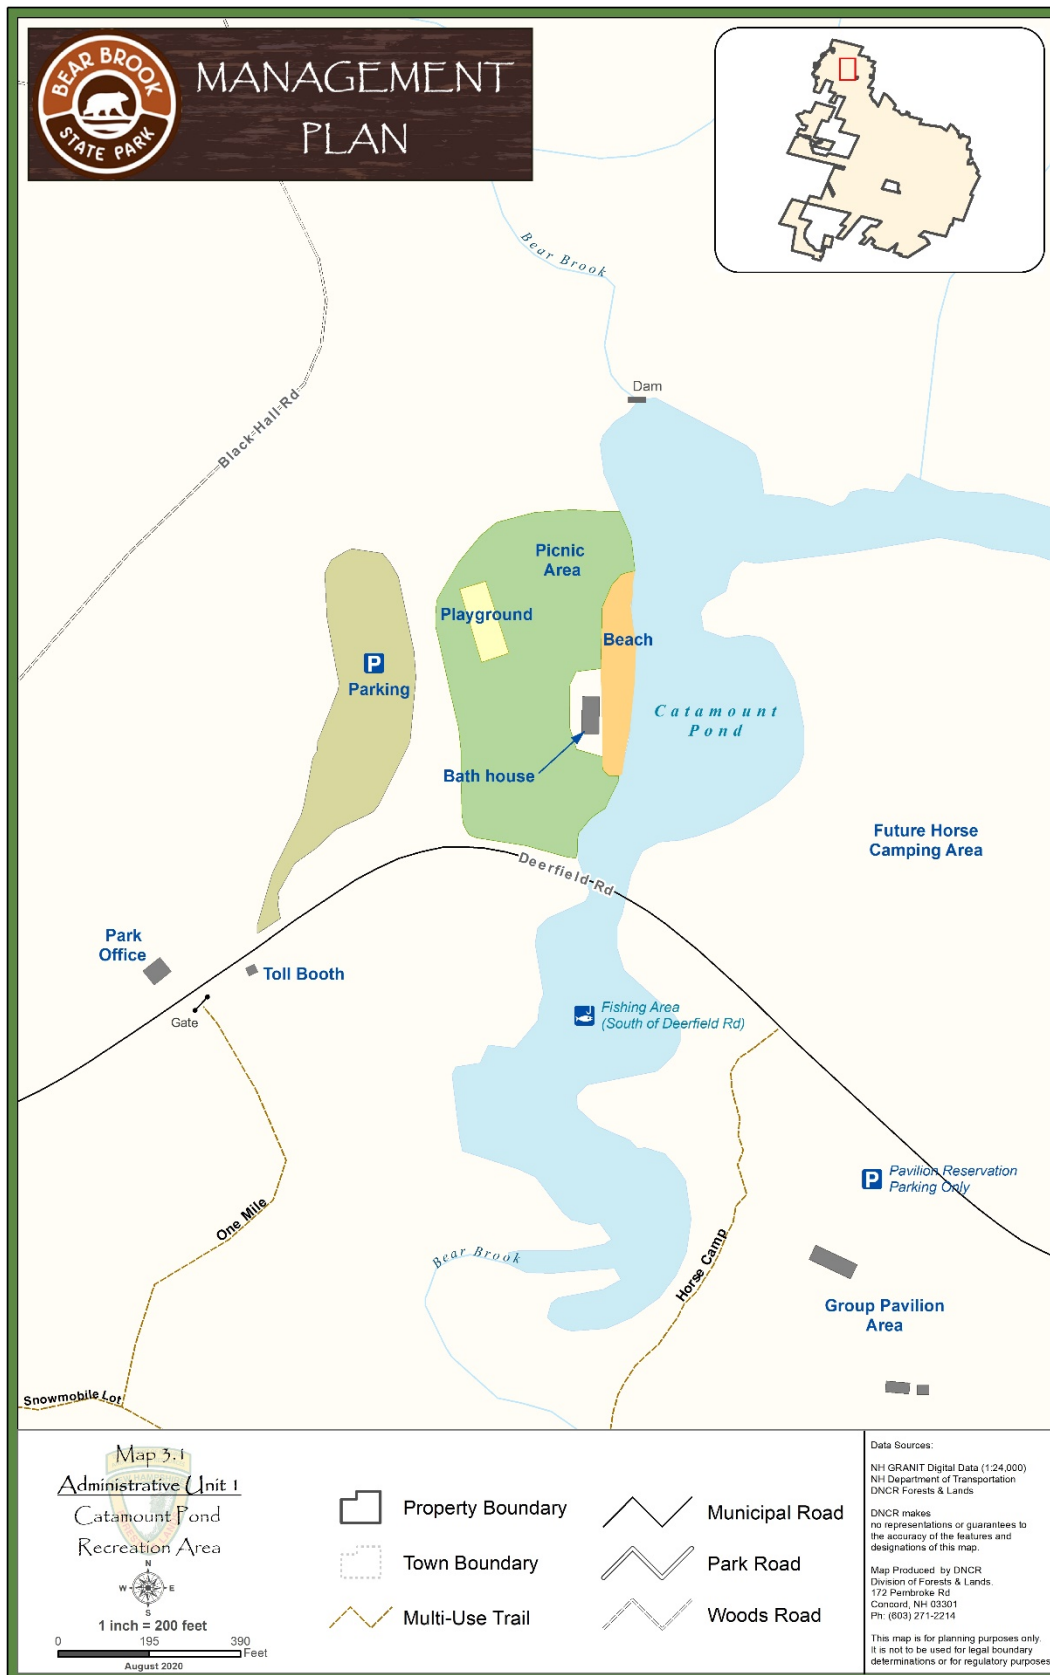 BEAR BROOK
STATE PARK
MANAGEMENT
PLAN
Bear Brook
Dam
Black Hall Rd
Picnic
Area
Playground
Beach
P
Parking
Catamount
Pond
Bath house
Future Horse
Camping Area
Deerfield Rd
Park
Office
Toll Booth
Gate
Fishing Area
(South of Deerfield Rd)
One Mile
Pavilion Reservation
Parking Only
P
Bear Brook
Horse Camp
Group Pavilion
Area
Snowmobile Lot
Map 3.1
Administrative Unit 1
Catamount Pond
Recreation Area
N
W
E
S
1 inch = 200 feet
0 195 390
Feet
August 2020
Property Boundary
Town Boundary
Multi-Use Trail
Municipal Road
Park Road
Woods Road
Data Sources:
NH GRANIT Digital Data (1:24,000)
NH Department of Transportation
DNCR Forests & Lands
DNCR makes
no representations or guarantees to
the accuracy of the features and
designations of this map.
Map Produced by DNCR
Division of Forests & Lands.
172 Pembroke Rd
Concord, NH 03301
Ph: (603) 271-2214
This map is for planning purposes only.
It is not to be used for legal boundary
determinations or for regulatory purposes